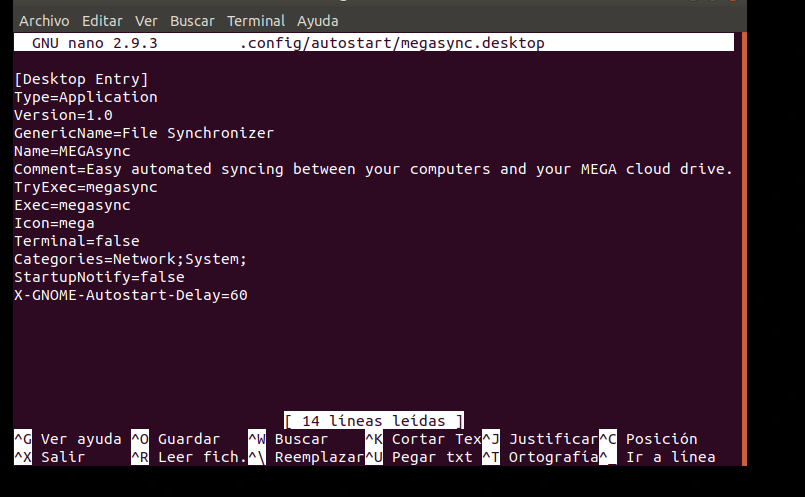 Archivo Editar Ver Buscar Terminal Ayuda
GNU nano 2.9.3 .config/autostart/megasync.desktop
[Desktop Entry]
Type=Application
Version=1.0
GenericName=File Synchronizer
Name=MEGAsync
Comment=Easy automated syncing between your computers and your MEGA cloud drive.
TryExec=megasync
Exec=megasync
Icon=mega
Terminal=false
Categories=Network;System;
StartupNotify=false
X-GNOME-Autostart-Delay=60
[ 14 líneas leídas ]
^G Ver ayuda ^O Guardar ^W Buscar ^K Cortar Tex ^J Justificar ^C Posición
^X Salir ^R Leer fich. ^\ Reemplazar ^U Pegar txt ^T Ortografía ^_ Ir a línea